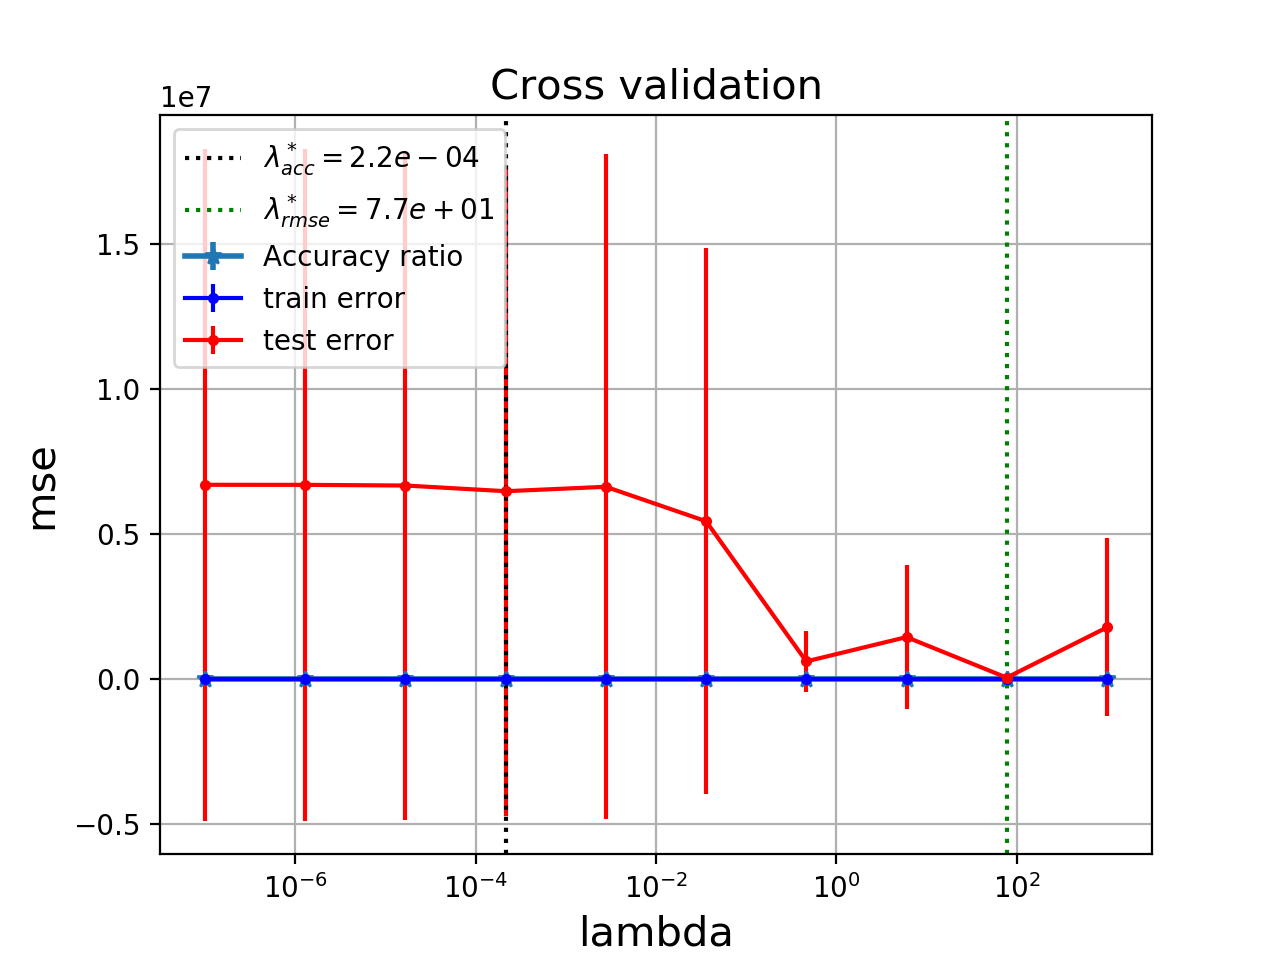 Cross validation
1e7
λ*acc = 2.2e − 04
λ*rmse = 7.7e + 01
Accuracy ratio
train error
test error
1.5
1.0
0.5
0.0
−0.5
mse
10⁻⁶ 10⁻⁴ 10⁻² 10⁰ 10²
lambda